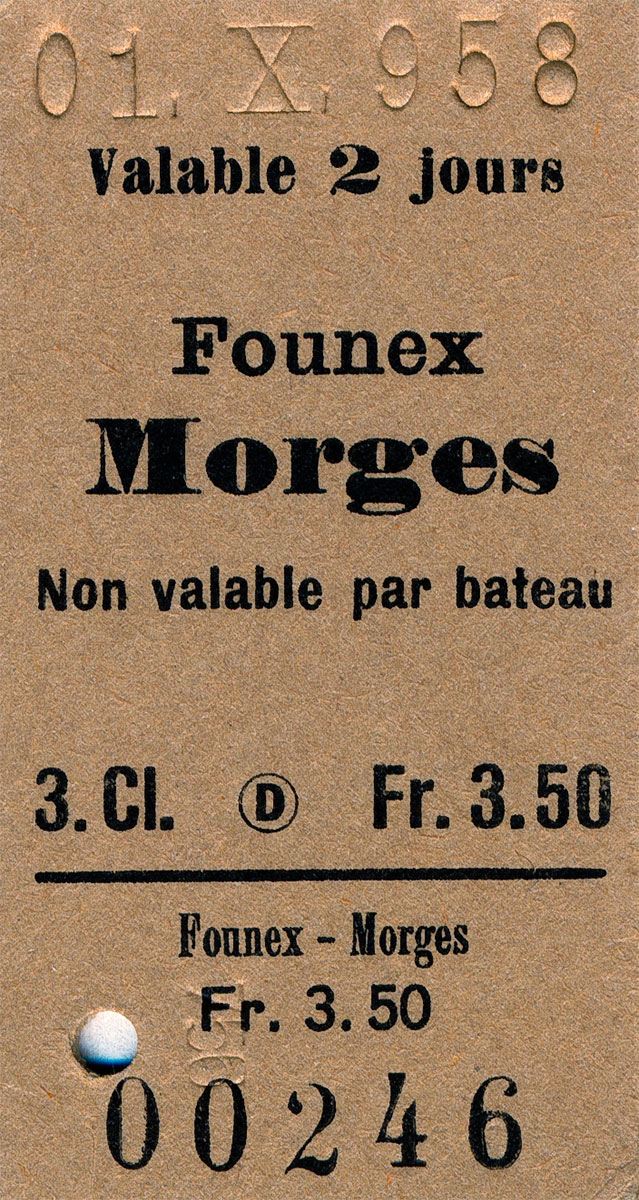 01. X. 958
Valable 2 jours
Founex
Morges
Non valable par bateau
3. Cl. D Fr. 3.50
Founex - Morges
Fr. 3.50
00246